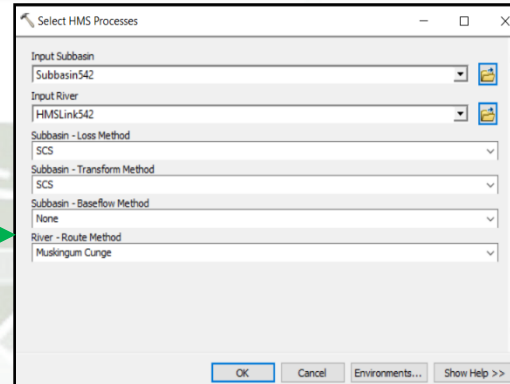 Select HMS Processes
Input Subbasin
Subbasin542
Input River
HMSLink542
Subbasin - Loss Method
SCS
Subbasin - Transform Method
SCS
Subbasin - Baseflow Method
None
River - Route Method
Muskingum Cunge
OK Cancel Environments... Show Help >>